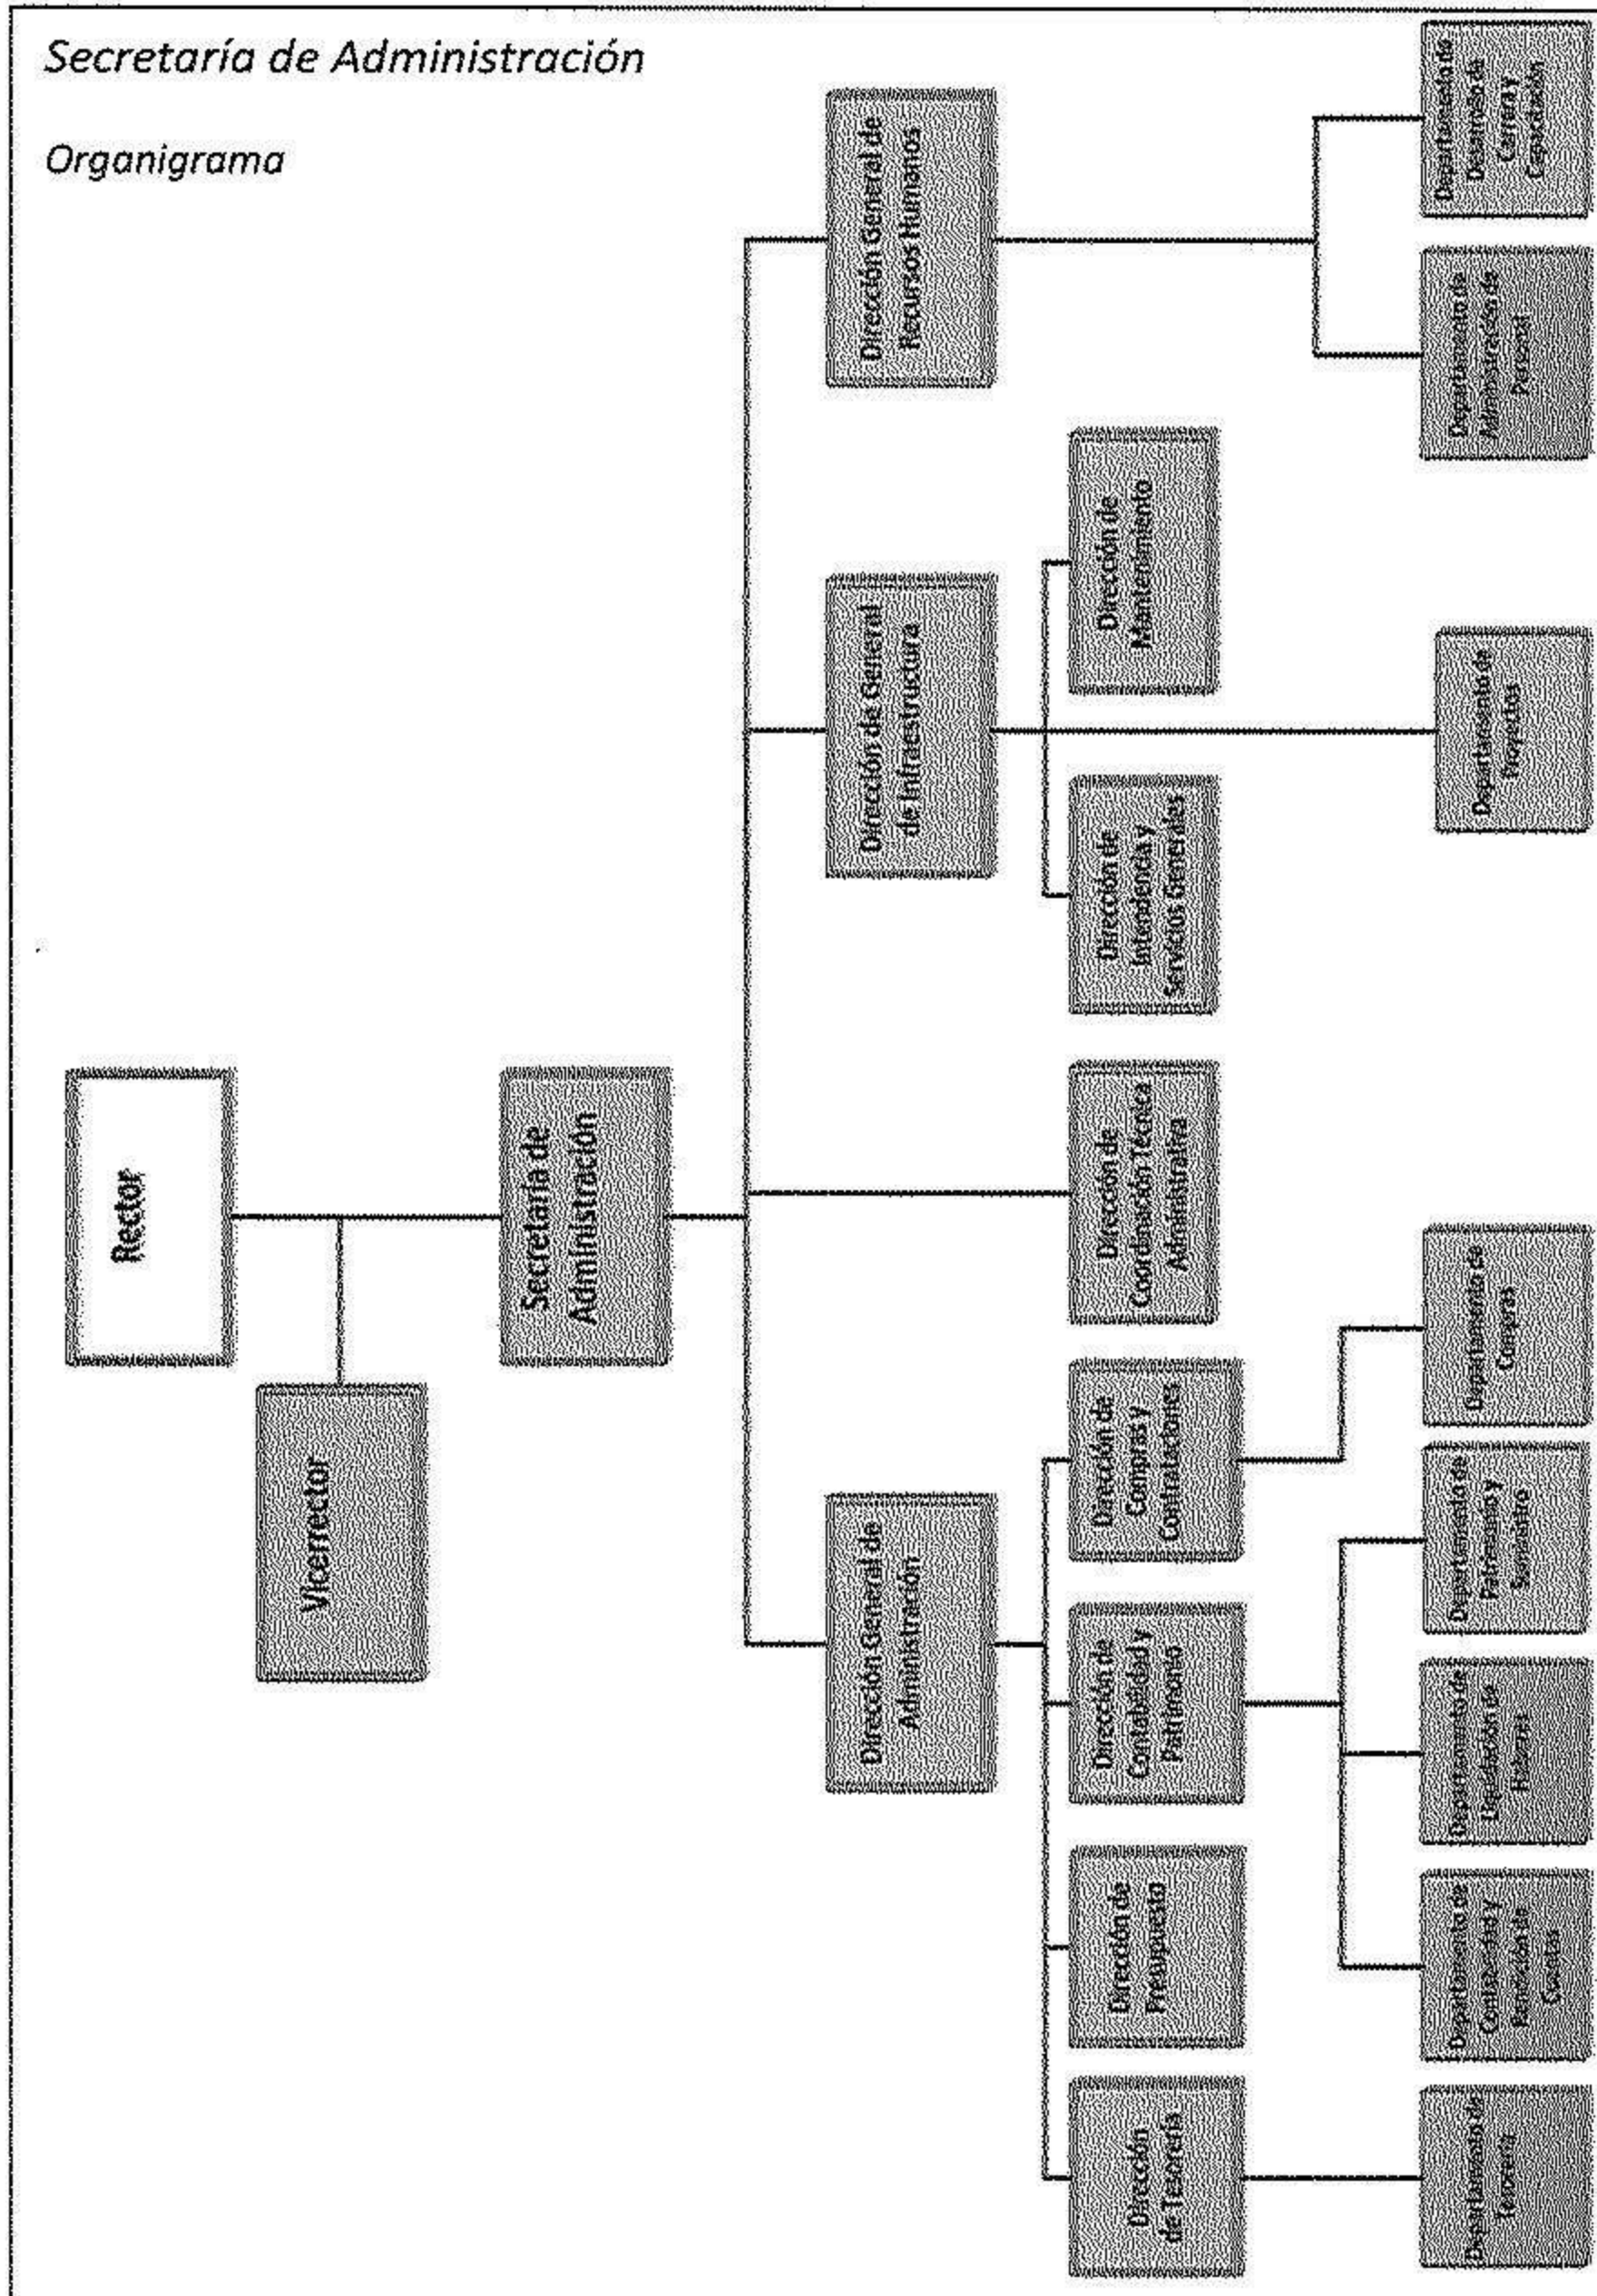 Secretaría de Administración
Organigrama
Rector
Vicerrector
Secretaría de
Administración
Dirección General de
Administración
Dirección de General
de Infraestructura
Dirección General de
Recursos Humanos
Dirección
de Tesorería
Dirección de
Presupuesto
Dirección de
Contabilidad y
Patrimonio
Dirección de
Compras y
Contrataciones
Dirección de
Coordinación Técnica
Administrativa
Dirección de
Intendencia y
Servicios Generales
Dirección de
Mantenimiento
Departamento de
Tesorería
Departamento de
Contabilidad y
Rendición de
Cuentas
Departamento de
Liquidación de
Haberes
Departamento de
Patrimonio y
Suministro
Departamento de
Compras
Departamento de
Proyectos
Departamento de
Administración de
Personal
Departamento de
Desarrollo de
Carrera y
Capacitación